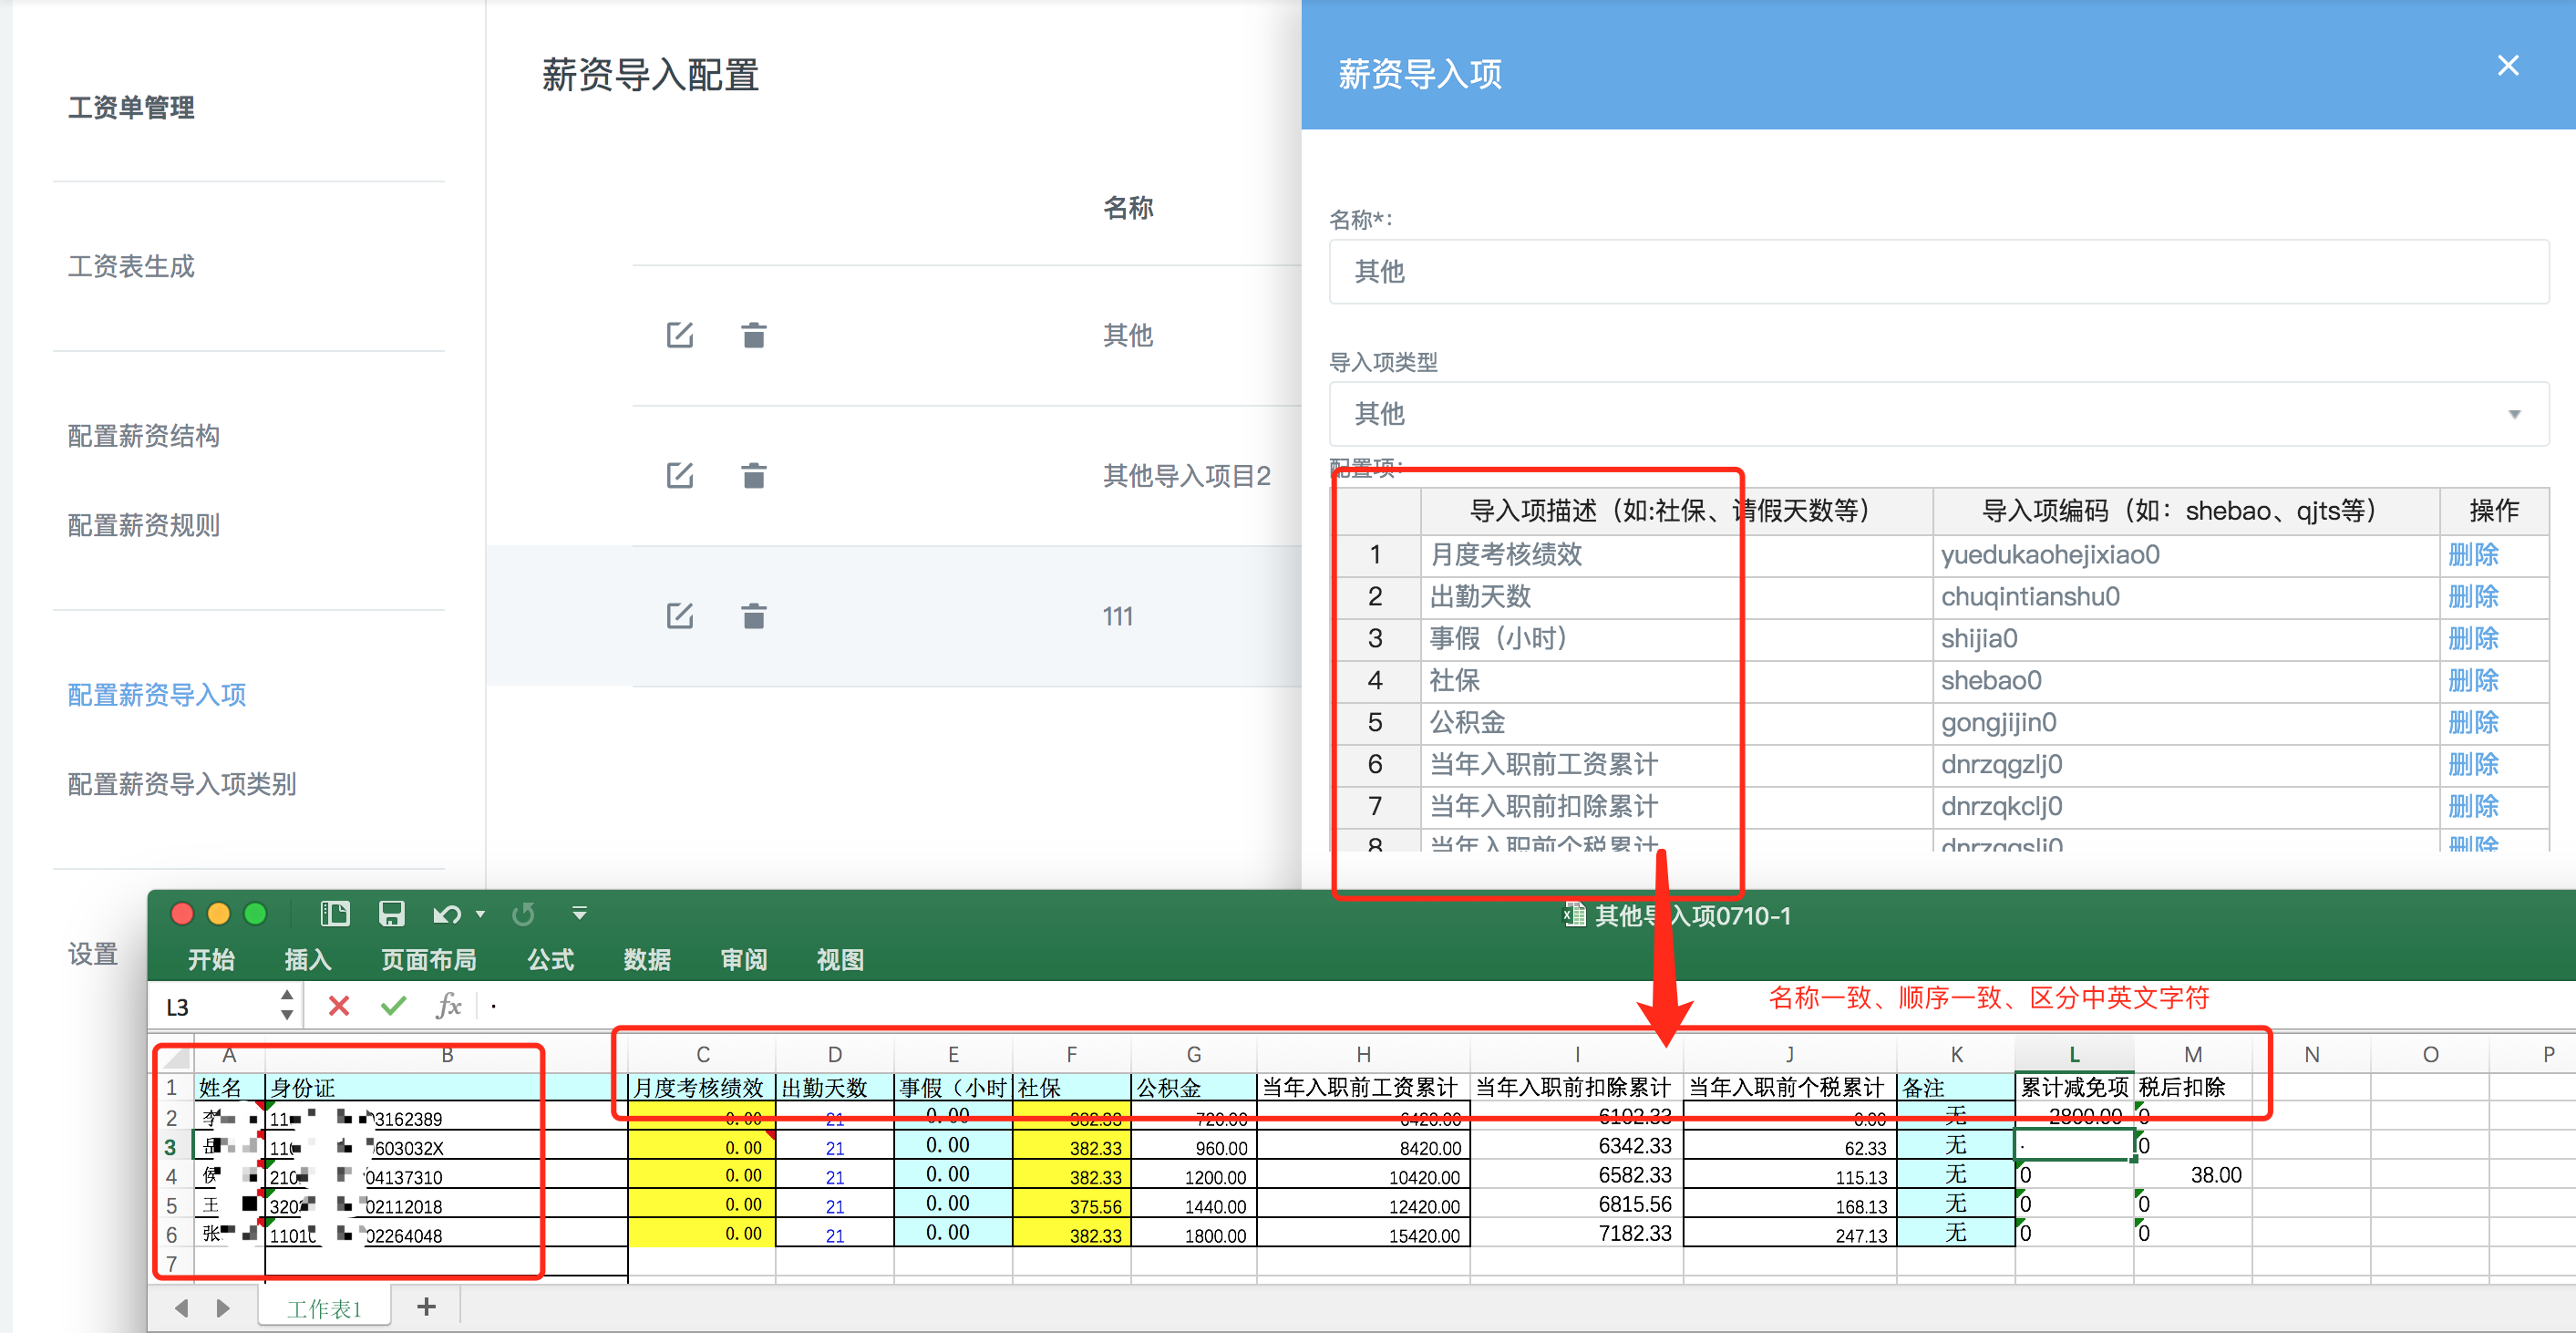 工资单管理
工资表生成
配置薪资结构
配置薪资规则
配置薪资导入项
配置薪资导入项类别
设置
薪资导入配置
名称
其他
其他导入项目2
111
薪资导入项
名称*:
其他
导入项类型
其他
配置项:
导入项描述（如:社保、请假天数等） 导入项编码（如：shebao、qjts等） 操作
1 月度考核绩效 yuedukaohejixiao0 删除
2 出勤天数 chuqintianshu0 删除
3 事假（小时） shijia0 删除
4 社保 shebao0 删除
5 公积金 gongjijin0 删除
6 当年入职前工资累计 dnrzqgzlj0 删除
7 当年入职前扣除累计 dnrzqkclj0 删除
8 当年入职前个税累计 dnrzqgslj0 删除
其他导入项0710-1
开始 插入 页面布局 公式 数据 审阅 视图
L3 fx ·
名称一致、顺序一致、区分中英文字符
A B C D E F G H I J K L M N O P
1 姓名 身份证 月度考核绩效 出勤天数 事假（小时 社保 公积金 当年入职前工资累计 当年入职前扣除累计 当年入职前个税累计 备注 累计减免项 税后扣除
2 李 11 3162389 0.00 21 0.00 382.33 720.00 6420.00 6102.33 0.00 无 2800.00 0
3 岳 110 603032X 0.00 21 0.00 382.33 960.00 8420.00 6342.33 62.33 无 · 0
4 侯 210 04137310 0.00 21 0.00 382.33 1200.00 10420.00 6582.33 115.13 无 0 38.00
5 王 320 02112018 0.00 21 0.00 375.56 1440.00 12420.00 6815.56 168.13 无 0 0
6 张 1101 02264048 0.00 21 0.00 382.33 1800.00 15420.00 7182.33 247.13 无 0 0
7
工作表1